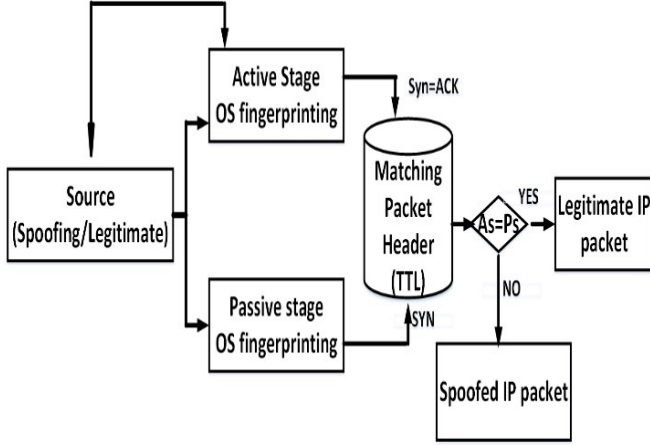 Active Stage
OS fingerprinting
Syn=ACK
Source
(Spoofing/Legitimate)
Matching
Packet
Header
(TTL)
As=Ps
YES
Legitimate IP
packet
NO
Passive stage
OS fingerprinting
SYN
Spoofed IP packet